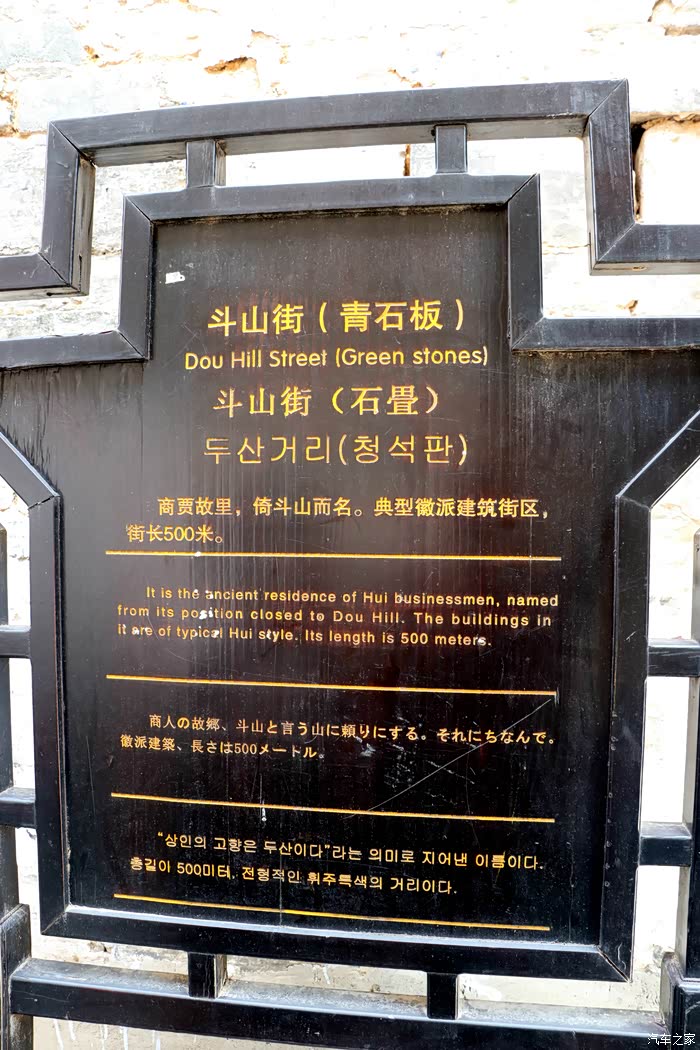 斗山街(青石板)
Dou Hill Street (Green stones)
斗山街(石畳)
두산거리(청석판)
商贾故里，倚斗山而名。典型徽派建筑街区，
街长500米。
It is the ancient residence of Hui businessmen, named
from its position closed to Dou Hill. The buildings in
it are of typical Hui style. Its length is 500 meters.
商人の故郷、斗山と言う山に頼りにする。それにちなんで。
徽派建築、長さは500メートル。
“상인의 고향은 두산이다”라는 의미로 지어낸 이름이다.
총길이 500미터, 전형적인 휘주특색의 거리이다.
汽车之家